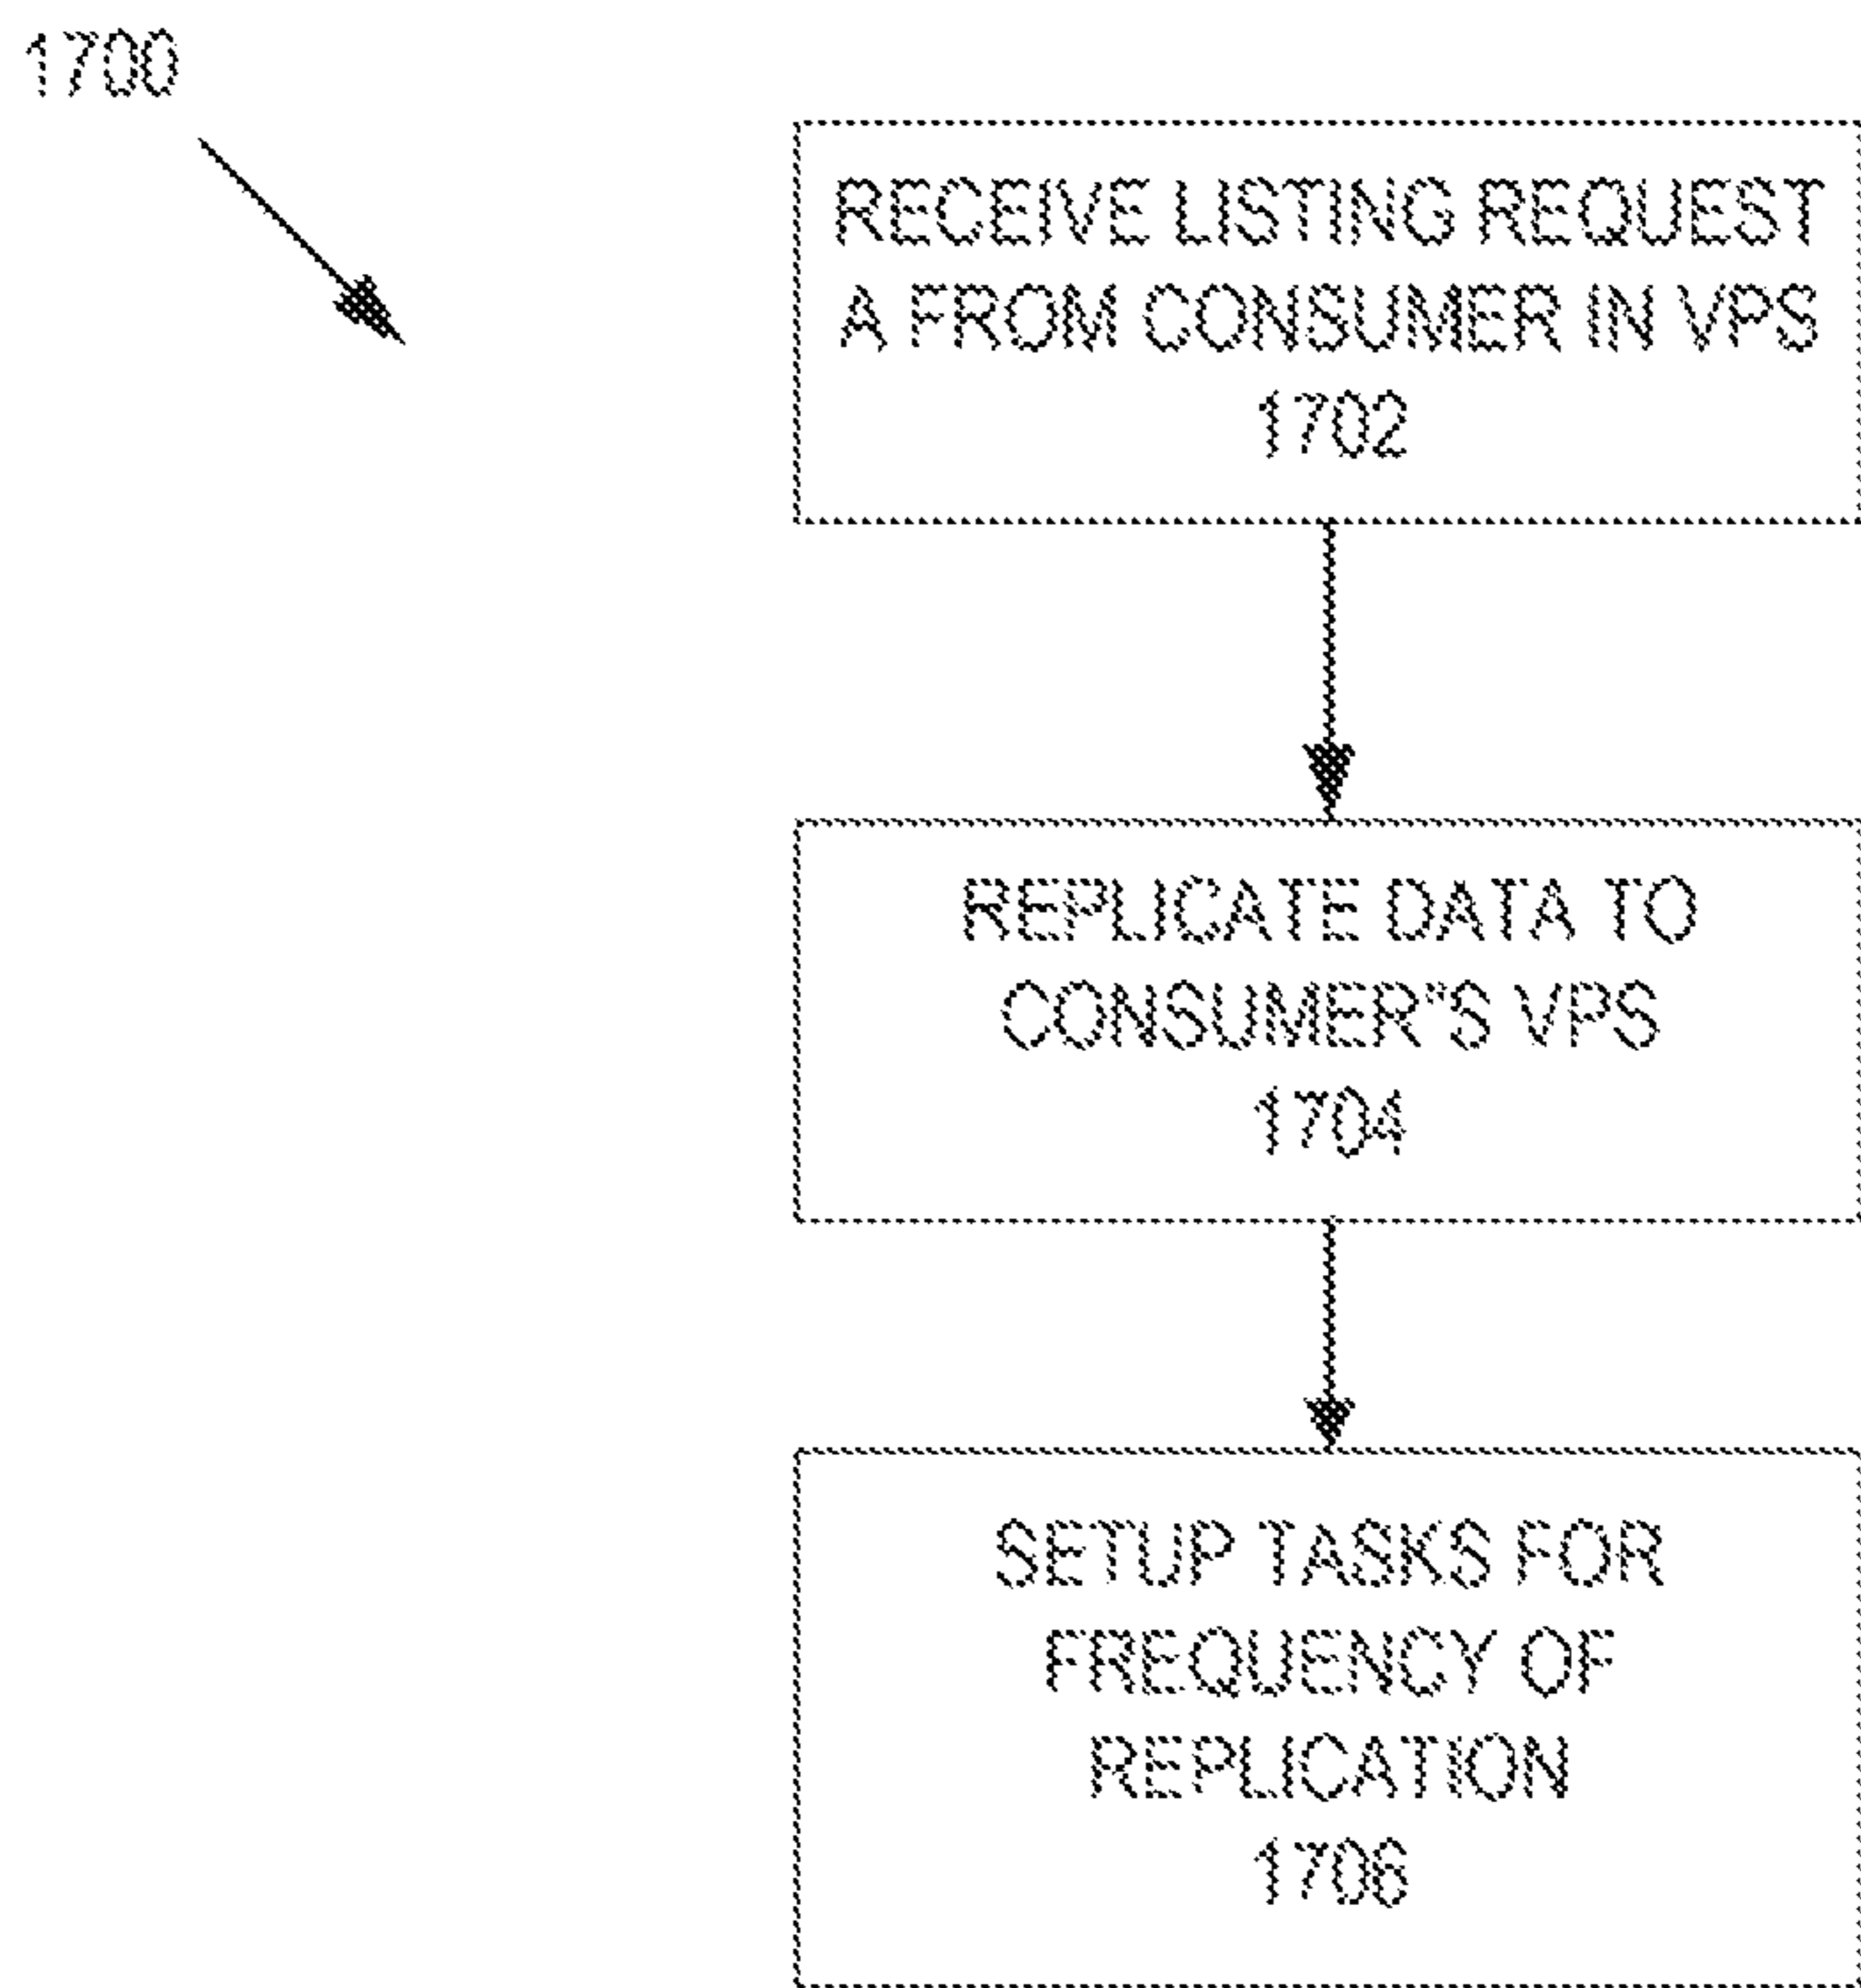 1700
RECEIVE LISTING REQUEST
A FROM CONSUMER IN VPS
1702
REPLICATE DATA TO
CONSUMER'S VPS
1704
SETUP TASKS FOR
FREQUENCY OF
REPLICATION
1706